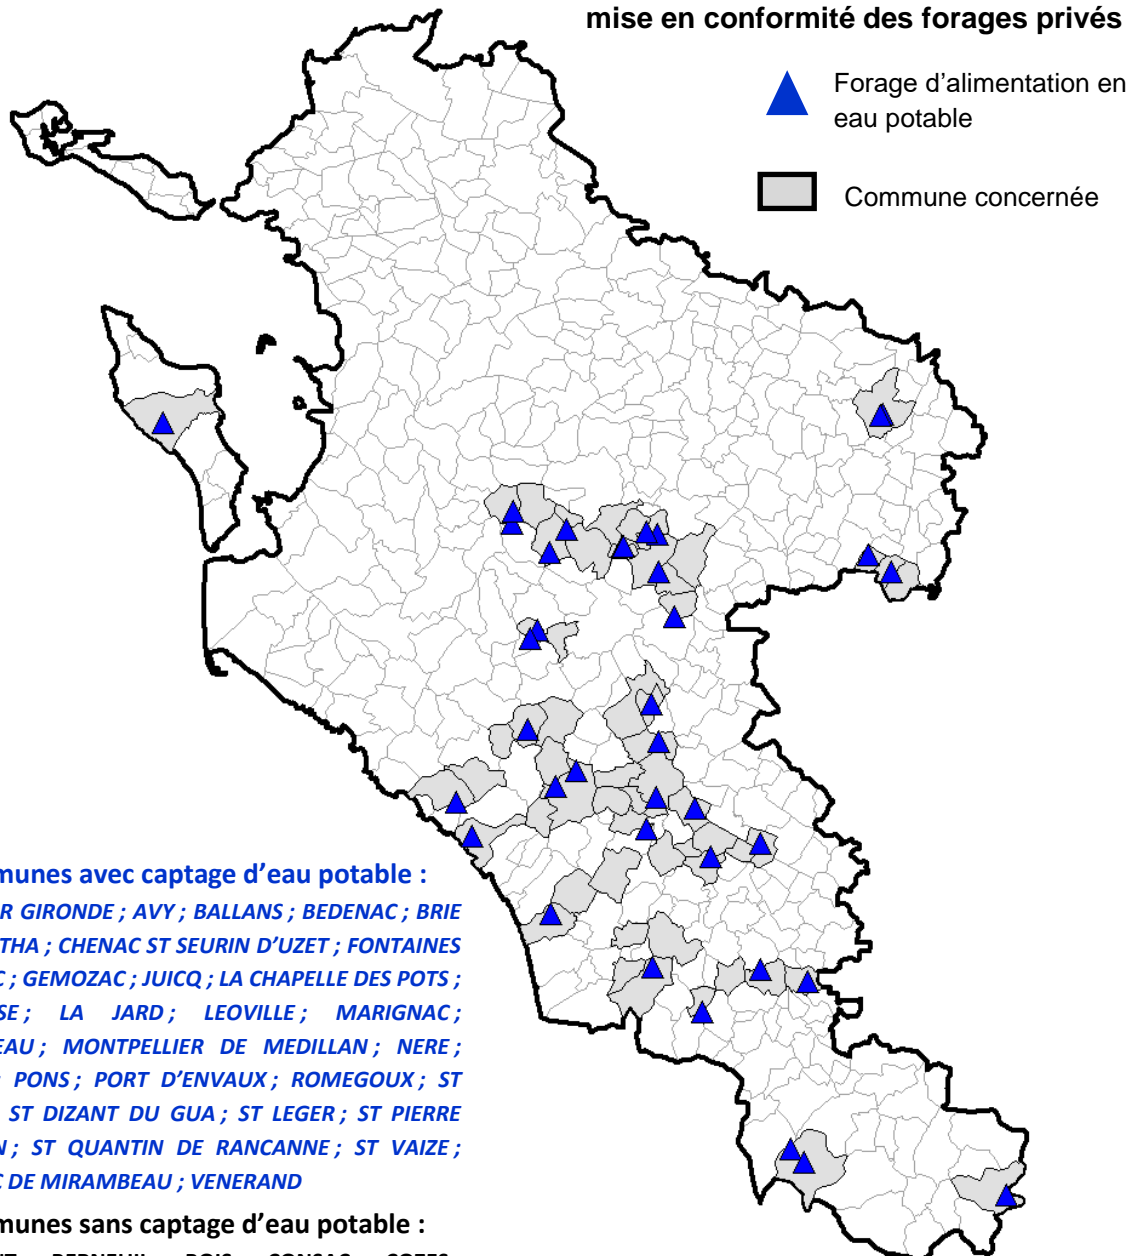 mise en conformité des forages privés
Forage d’alimentation en
eau potable
Commune concernée
munes avec captage d’eau potable :
R GIRONDE ; AVY ; BALLANS ; BEDENAC ; BRIE
THA ; CHENAC ST SEURIN D’UZET ; FONTAINES
C ; GEMOZAC ; JUICQ ; LA CHAPELLE DES POTS ;
SE ; LA JARD ; LEOVILLE ; MARIGNAC ;
EAU ; MONTPELLIER DE MEDILLAN ; NERE ;
; PONS ; PORT D’ENVAUX ; ROMEGOUX ; ST
ST DIZANT DU GUA ; ST LEGER ; ST PIERRE
N ; ST QUANTIN DE RANCANNE ; ST VAIZE ;
C DE MIRAMBEAU ; VENERAND
munes sans captage d’eau potable :